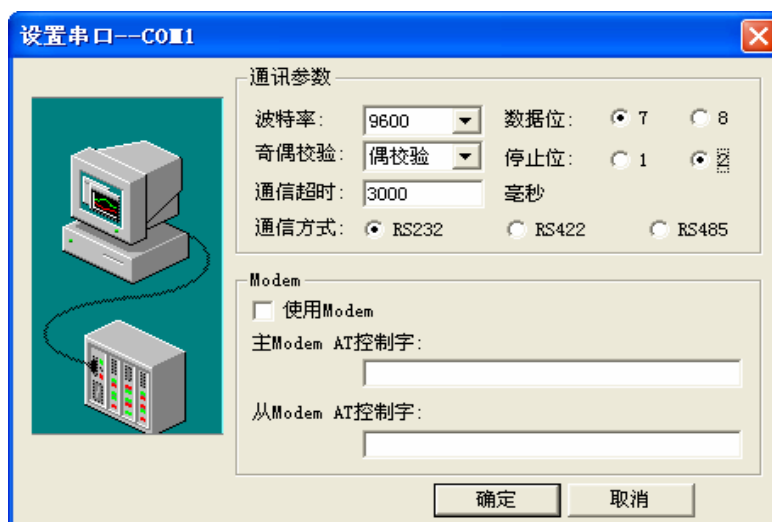 设置串口--COM1
通讯参数
波特率: 9600 数据位: 7 8
奇偶校验: 偶校验 停止位: 1 2
通信超时: 3000 毫秒
通信方式: RS232 RS422 RS485
Modem
使用Modem
主Modem AT控制字:
从Modem AT控制字:
确定 取消